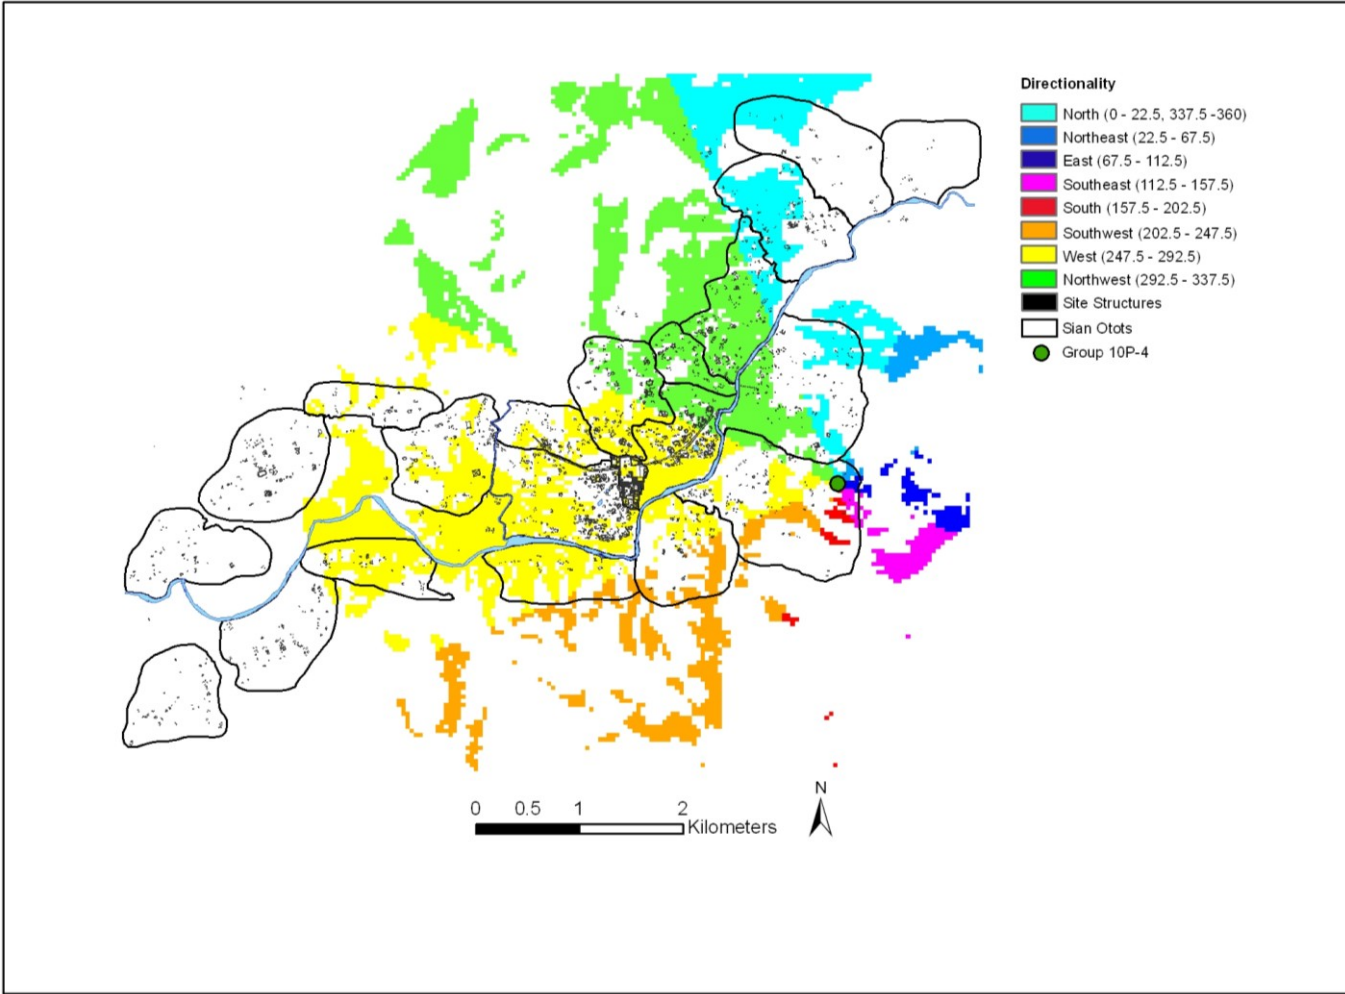 Directionality
North (0 - 22.5, 337.5 -360)
Northeast (22.5 - 67.5)
East (67.5 - 112.5)
Southeast (112.5 - 157.5)
South (157.5 - 202.5)
Southwest (202.5 - 247.5)
West (247.5 - 292.5)
Northwest (292.5 - 337.5)
Site Structures
Sian Otots
Group 10P-4
N
0 0.5 1 2
Kilometers